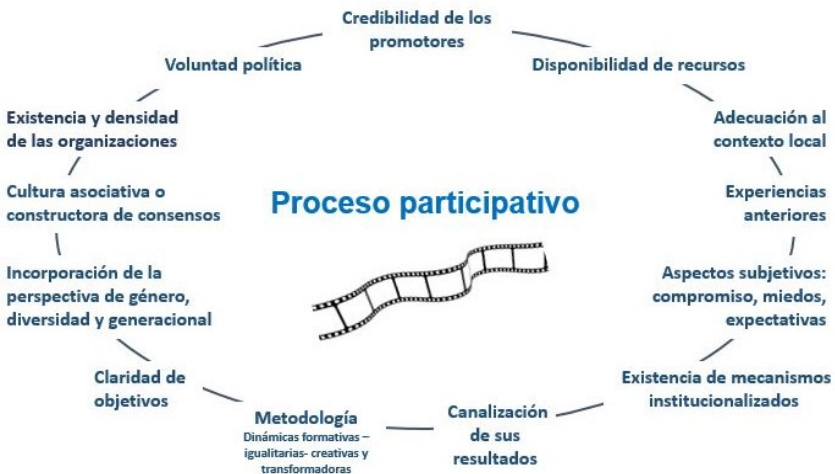 Credibilidad de los
promotores
Voluntad política
Disponibilidad de recursos
Existencia y densidad
de las organizaciones
Adecuación al
contexto local
Cultura asociativa o
constructora de consensos
Proceso participativo
Experiencias
anteriores
Incorporación de la
perspectiva de género,
diversidad y generacional
Aspectos subjetivos:
compromiso, miedos,
expectativas
Claridad de
objetivos
Existencia de mecanismos
institucionalizados
Metodología
Dinámicas formativas –
igualitarias- creativas y
transformadoras
Canalización
de sus
resultados